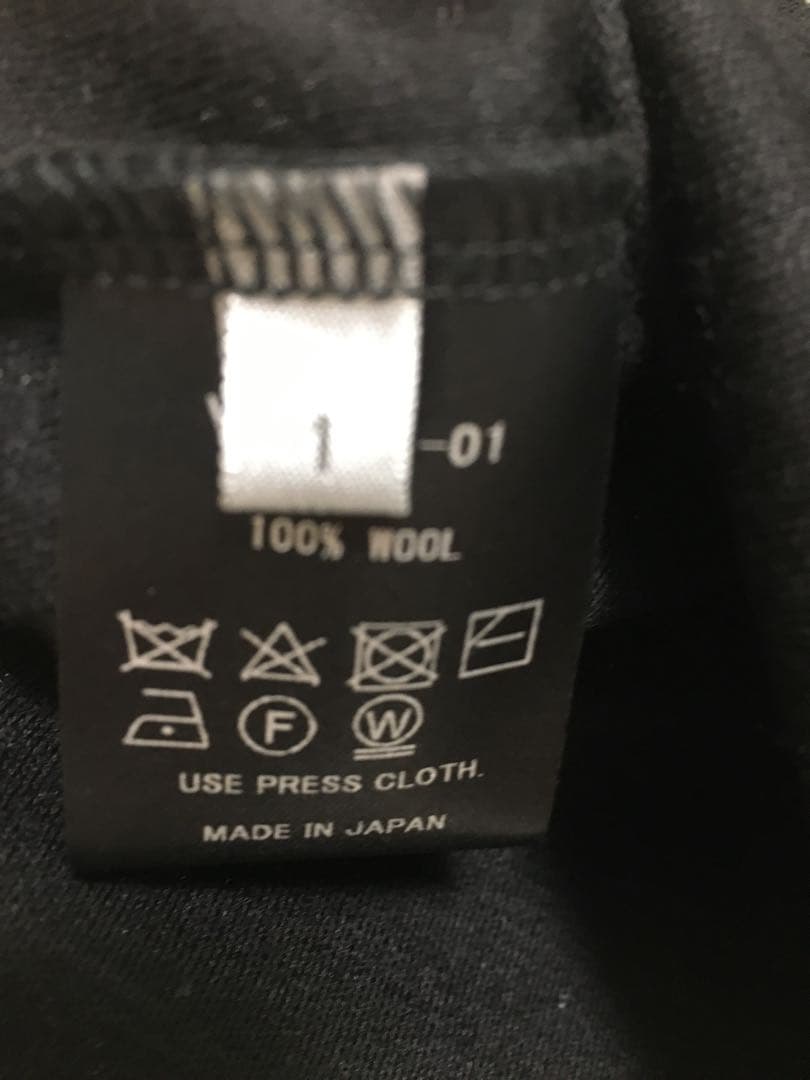 1
-01
100% WOOL
F
W
USE PRESS CLOTH.
MADE IN JAPAN